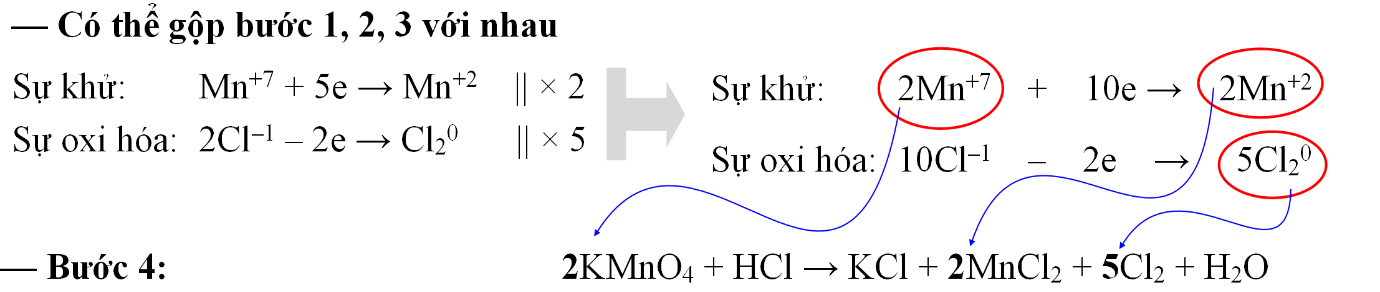 — Có thể gộp bước 1, 2, 3 với nhau
Sự khử: Mn⁺⁷ + 5e → Mn⁺² || × 2
Sự oxi hóa: 2Cl⁻¹ – 2e → Cl₂⁰ || × 5
Sự khử: 2Mn⁺⁷ + 10e → 2Mn⁺²
Sự oxi hóa: 10Cl⁻¹ – 2e → 5Cl₂⁰
— Bước 4: 2KMnO₄ + HCl → KCl + 2MnCl₂ + 5Cl₂ + H₂O